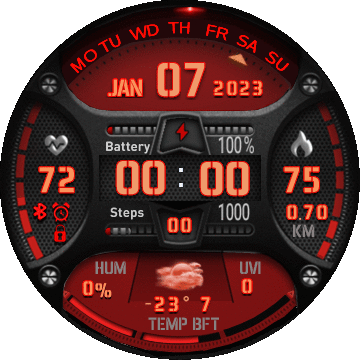 MO TU WD TH FR SA SU
JAN 07 2023
Battery 100%
72 00:00 75
Steps 1000
00
0.70
KM
HUM UVI
0% 0
-23° 7
TEMP BFT